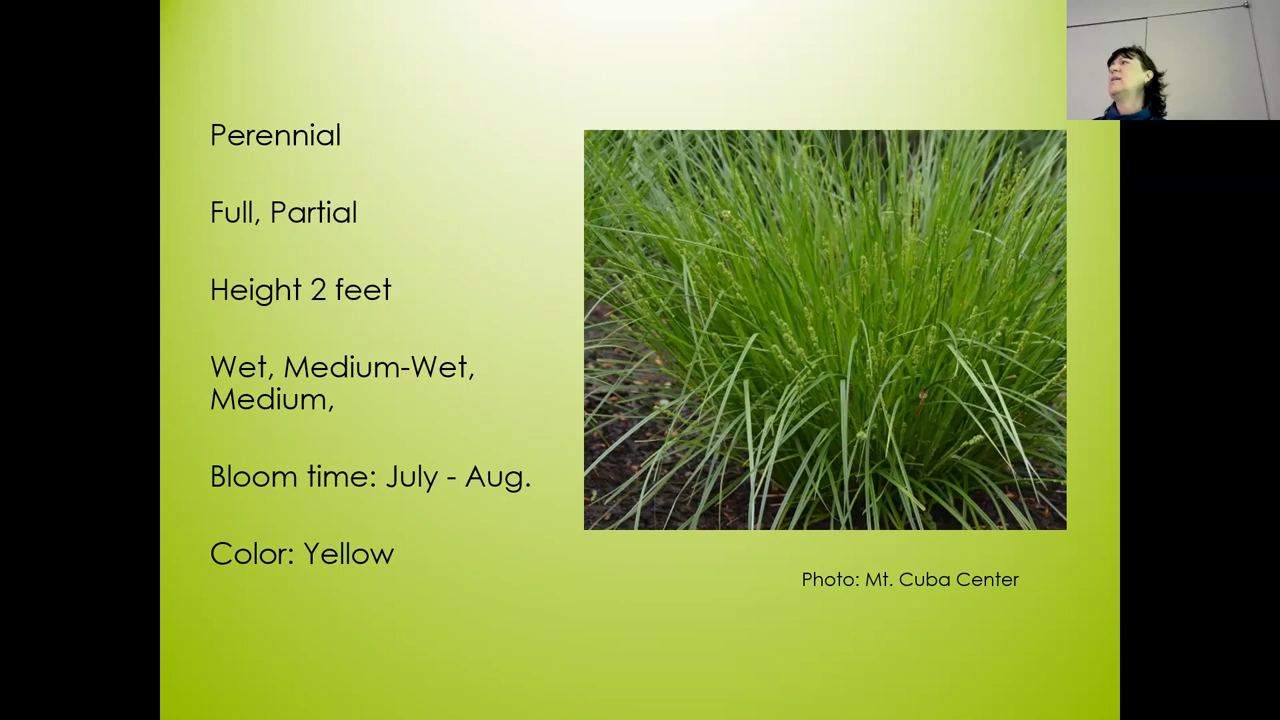 Perennial
Full, Partial
Height 2 feet
Wet, Medium-Wet,
Medium,
Bloom time: July - Aug.
Color: Yellow
Photo: Mt. Cuba Center